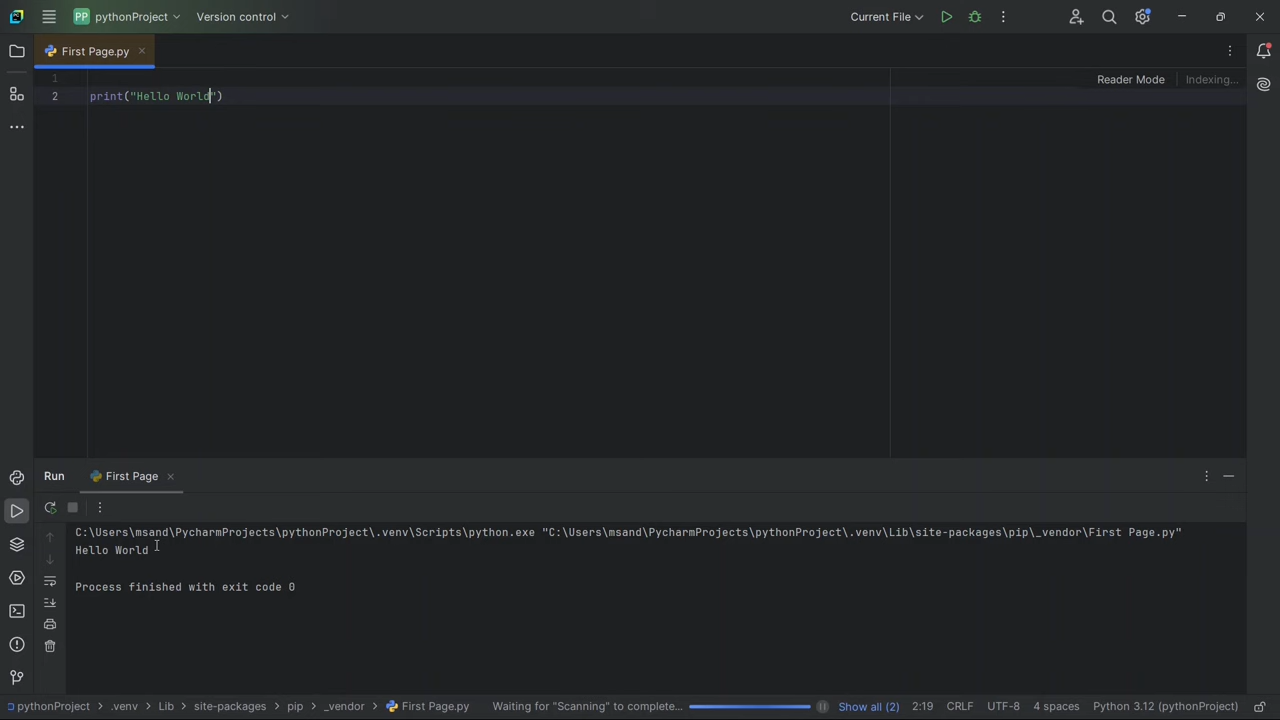 PP pythonProject Version control Current File
First Page.py
1
Reader Mode Indexing...
2 print("Hello World")
Run First Page
C:\Users\msand\PycharmProjects\pythonProject\.venv\Scripts\python.exe "C:\Users\msand\PycharmProjects\pythonProject\.venv\Lib\site-packages\pip\_vendor\First Page.py"
Hello World
Process finished with exit code 0
pythonProject > .venv > Lib > site-packages > pip > _vendor > First Page.py Waiting for "Scanning" to complete... Show all (2) 2:19 CRLF UTF-8 4 spaces Python 3.12 (pythonProject)